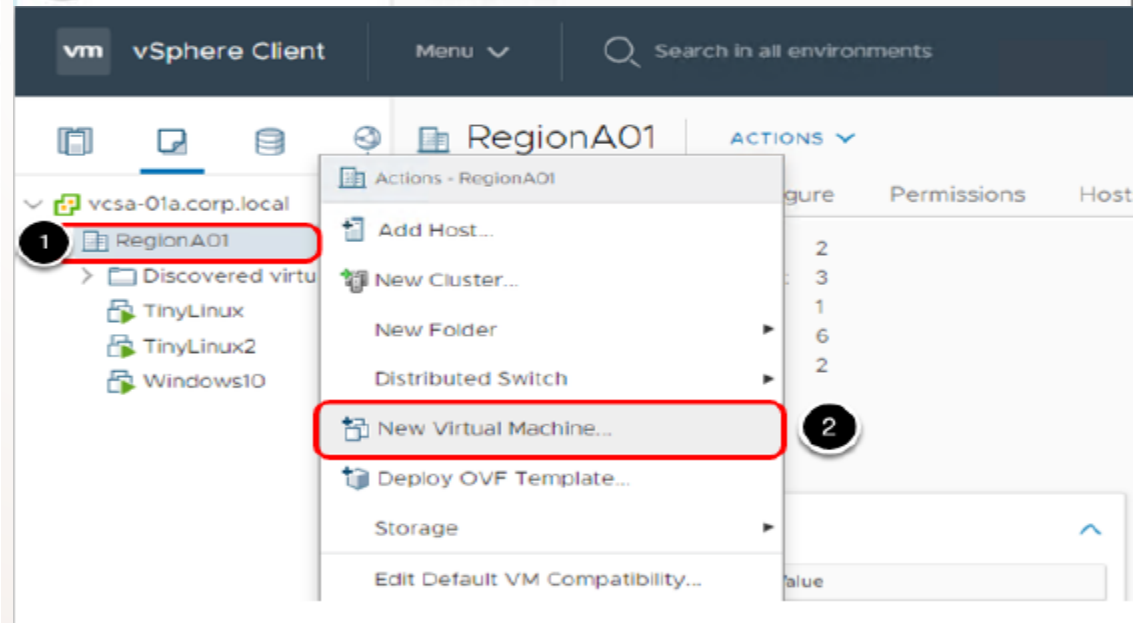 vm vSphere Client Menu Search in all environments
RegionA01 ACTIONS
Actions - RegionA01
gure Permissions Host
vcsa-01a.corp.local
1 RegionA01
Discovered virtu
TinyLinux
TinyLinux2
Windows10
Add Host...
New Cluster...
New Folder
Distributed Switch
New Virtual Machine... 2
Deploy OVF Template...
Storage
Edit Default VM Compatibility...
2
: 3
1
6
2
alue